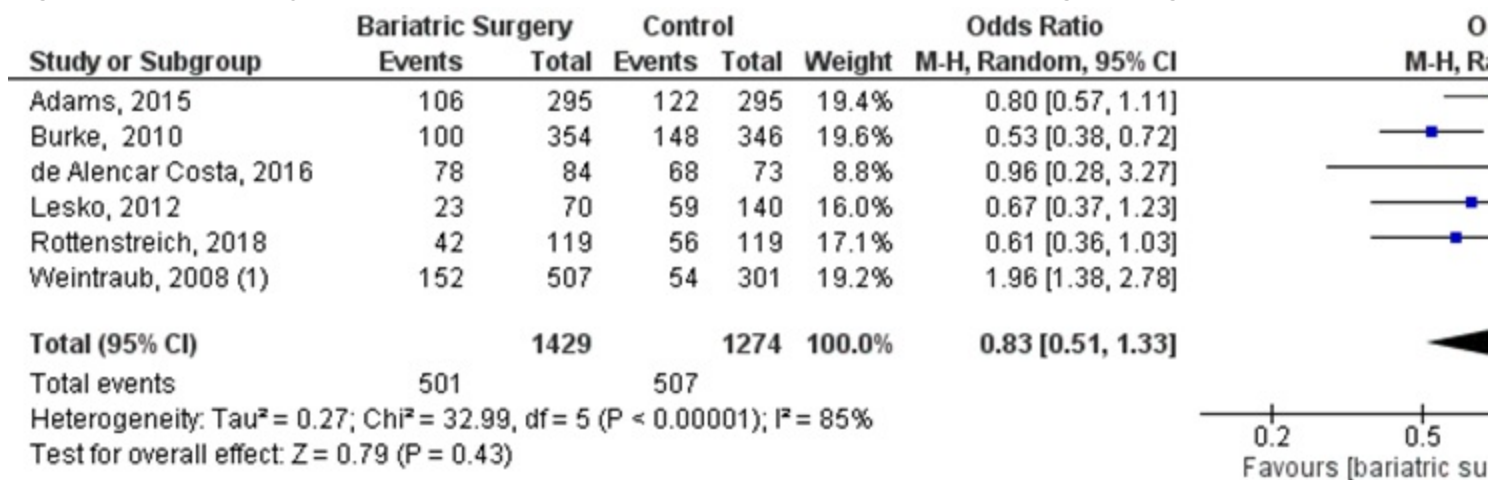 Bariatric Surgery Control Odds Ratio O
Study or Subgroup Events Total Events Total Weight M-H, Random, 95% CI M-H, Ra
Adams, 2015 106 295 122 295 19.4% 0.80 [0.57, 1.11]
Burke, 2010 100 354 148 346 19.6% 0.53 [0.38, 0.72]
de Alencar Costa, 2016 78 84 68 73 8.8% 0.96 [0.28, 3.27]
Lesko, 2012 23 70 59 140 16.0% 0.67 [0.37, 1.23]
Rottenstreich, 2018 42 119 56 119 17.1% 0.61 [0.36, 1.03]
Weintraub, 2008 (1) 152 507 54 301 19.2% 1.96 [1.38, 2.78]
Total (95% CI) 1429 1274 100.0% 0.83 [0.51, 1.33]
Total events 501 507
Heterogeneity: Tau² = 0.27; Chi² = 32.99, df = 5 (P < 0.00001); I² = 85%
Test for overall effect: Z = 0.79 (P = 0.43)
0.2 0.5
Favours [bariatric su